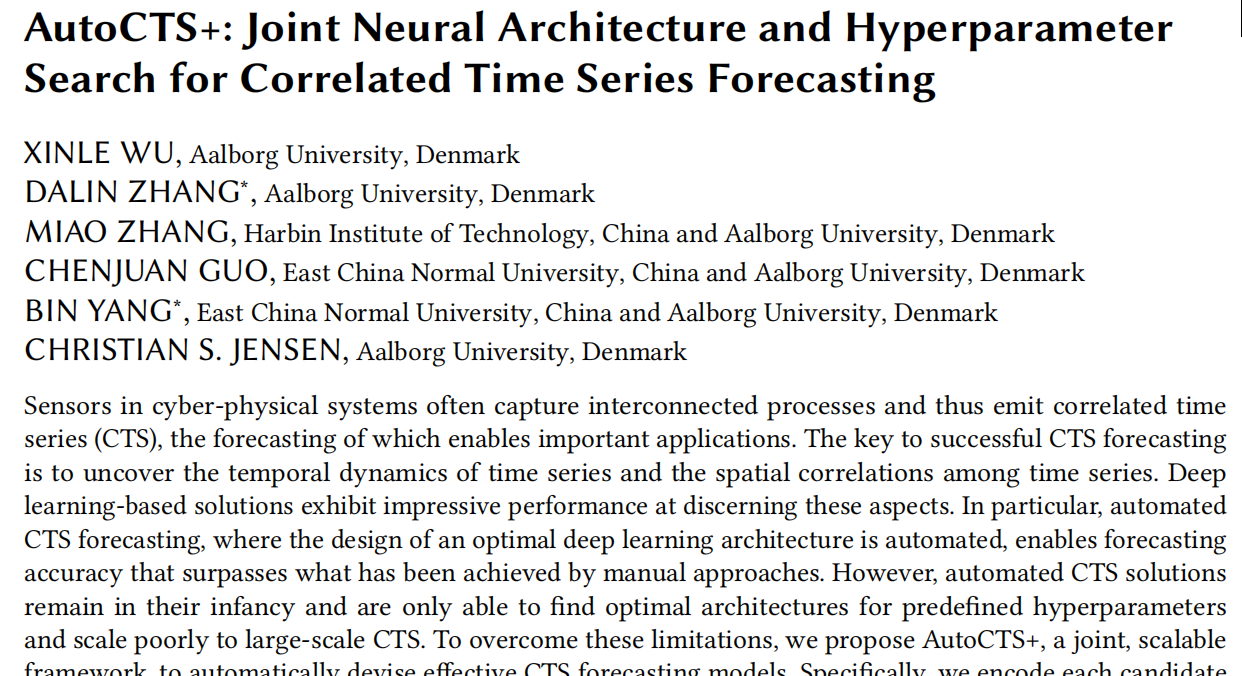 AutoCTS+: Joint Neural Architecture and Hyperparameter
Search for Correlated Time Series Forecasting
XINLE WU, Aalborg University, Denmark
DALIN ZHANG*, Aalborg University, Denmark
MIAO ZHANG, Harbin Institute of Technology, China and Aalborg University, Denmark
CHENJUAN GUO, East China Normal University, China and Aalborg University, Denmark
BIN YANG*, East China Normal University, China and Aalborg University, Denmark
CHRISTIAN S. JENSEN, Aalborg University, Denmark
Sensors in cyber-physical systems often capture interconnected processes and thus emit correlated time
series (CTS), the forecasting of which enables important applications. The key to successful CTS forecasting
is to uncover the temporal dynamics of time series and the spatial correlations among time series. Deep
learning-based solutions exhibit impressive performance at discerning these aspects. In particular, automated
CTS forecasting, where the design of an optimal deep learning architecture is automated, enables forecasting
accuracy that surpasses what has been achieved by manual approaches. However, automated CTS solutions
remain in their infancy and are only able to find optimal architectures for predefined hyperparameters
and scale poorly to large-scale CTS. To overcome these limitations, we propose AutoCTS+, a joint, scalable
framework, to automatically devise effective CTS forecasting models. Specifically, we encode each candidate